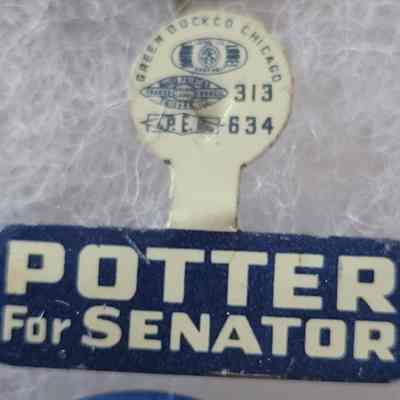 GREEN DUCK CO CHICAGO
313
634
POTTER
For SENATOR